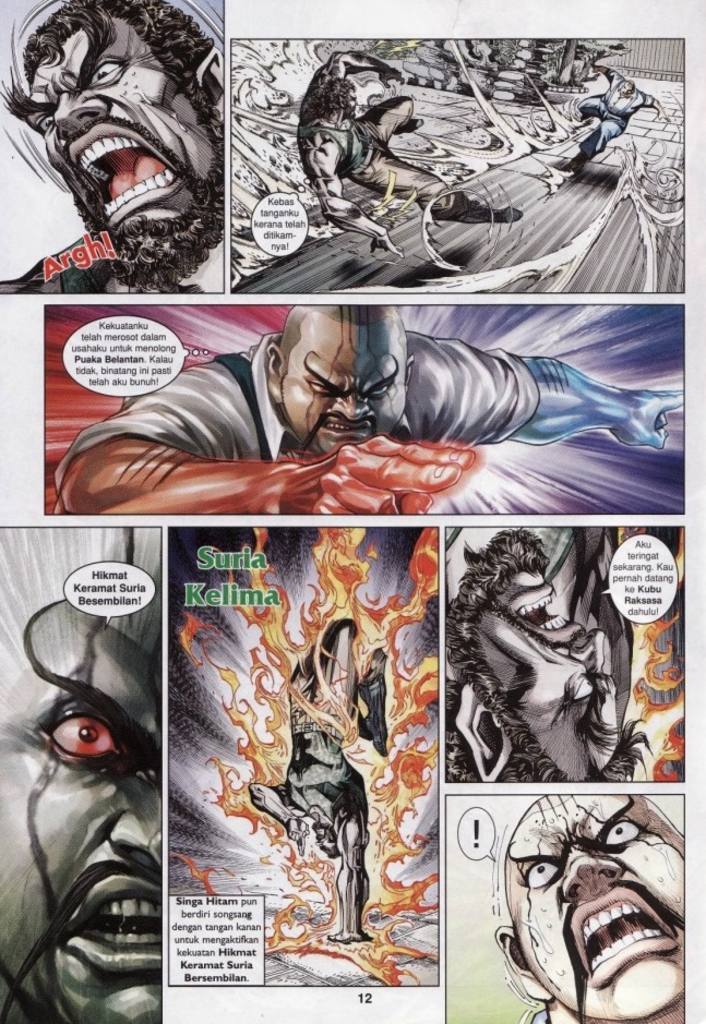 Argh!
Kebas
tanganku
kerana telah
ditikam-
nya!
Kekuatanku
telah merosot dalam
usahaku untuk menolong
Puaka Belantan. Kalau
tidak, binatang ini pasti
telah aku bunuh!
Hikmat
Keramat Suria
Besembilan!
Suria
Kelima
Singa Hitam pun
berdiri songsang
dengan tangan kanan
untuk mengaktifkan
kekuatan Hikmat
Keramat Suria
Bersembilan.
Aku
teringat
sekarang. Kau
pernah datang
ke Kubu
Raksasa
dahulu!
!
12